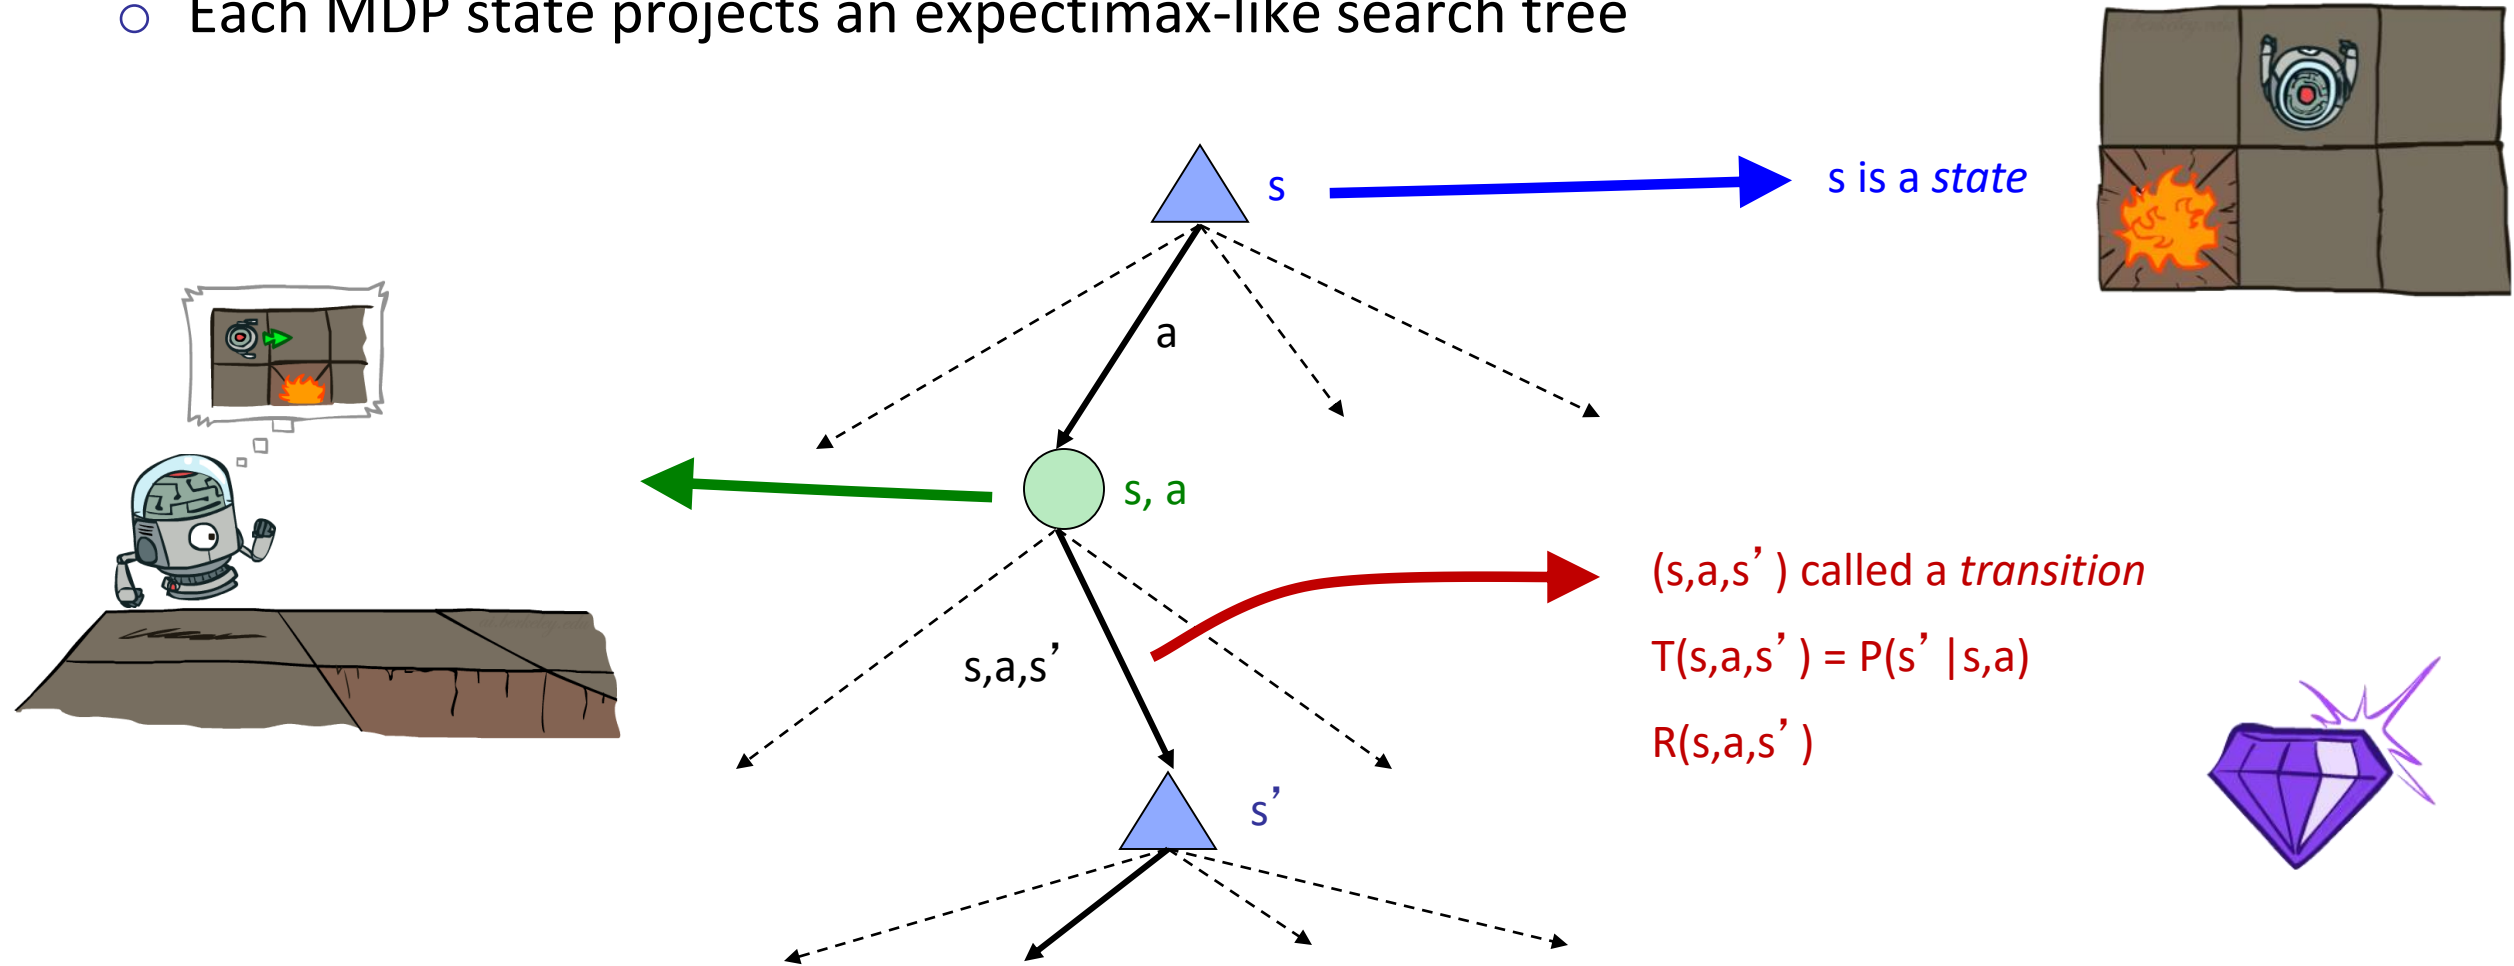 Each MDP state projects an expectimax-like search tree
s
s is a state
a
s, a
(s,a,s’ ) called a transition
s,a,s’
T(s,a,s’ ) = P(s’ |s,a)
R(s,a,s’ )
s’